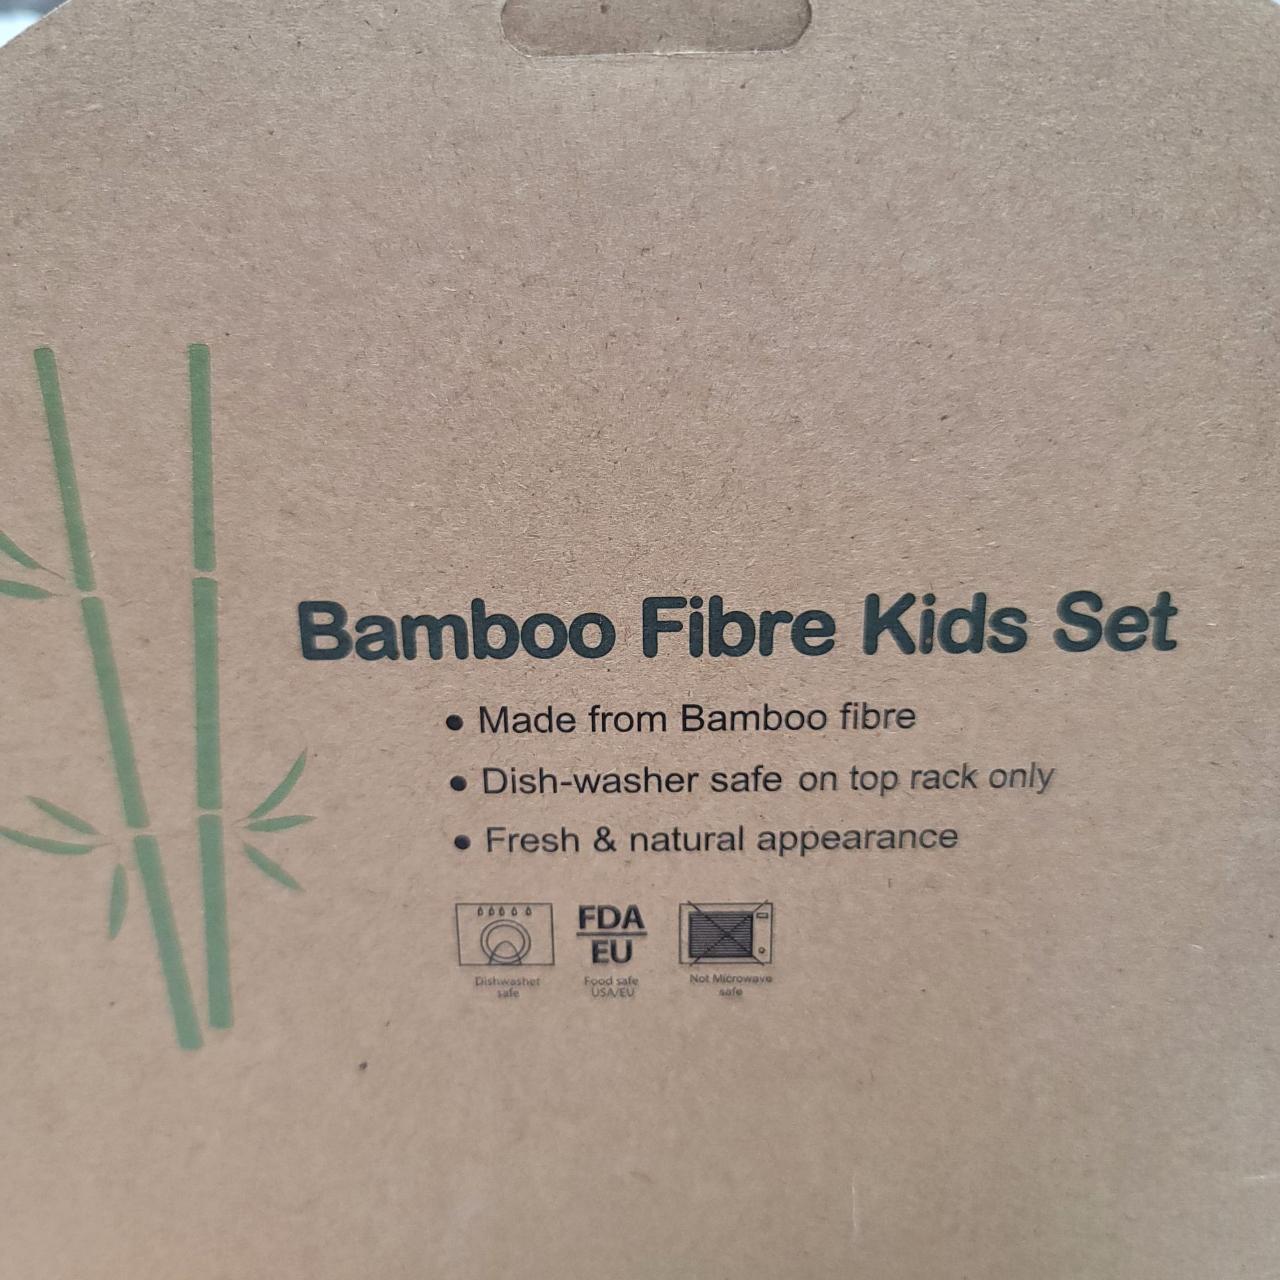 Bamboo Fibre Kids Set
• Made from Bamboo fibre
• Dish-washer safe on top rack only
• Fresh & natural appearance
FDA
EU
Dishwasher
safe
Food safe
USA/EU
Not Microwave
safe